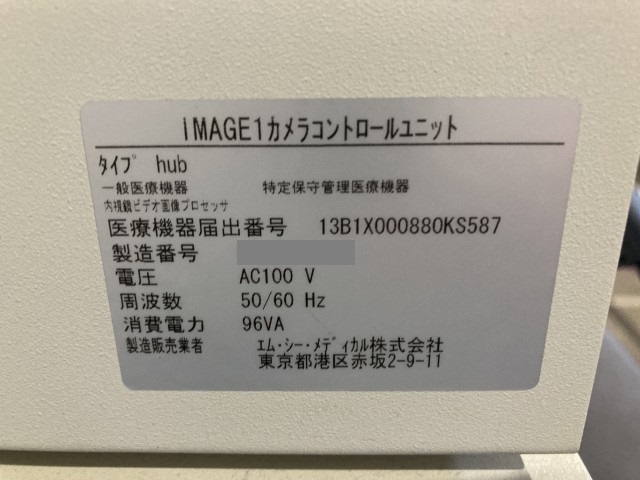 IMAGE1カメラコントロールユニット
タイプ hub
一般医療機器 特定保守管理医療機器
内視鏡ビデオ画像プロセッサ
医療機器届出番号 13B1X000880KS587
製造番号
電圧 AC100 V
周波数 50/60 Hz
消費電力 96VA
製造販売業者 エム・シー・メディカル株式会社
東京都港区赤坂2-9-11